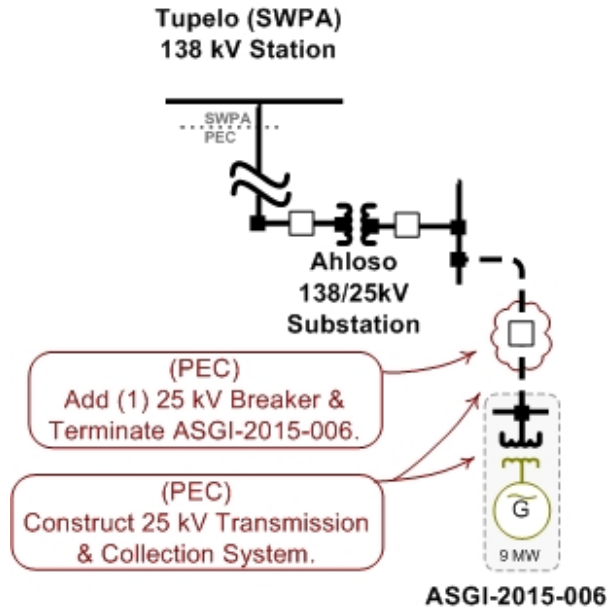 Tupelo (SWPA)
138 kV Station
SWPA
PEC
Ahloso
138/25kV
Substation
(PEC)
Add (1) 25 kV Breaker &
Terminate ASGI-2015-006.
(PEC)
Construct 25 kV Transmission
& Collection System.
G
9 MW
ASGI-2015-006